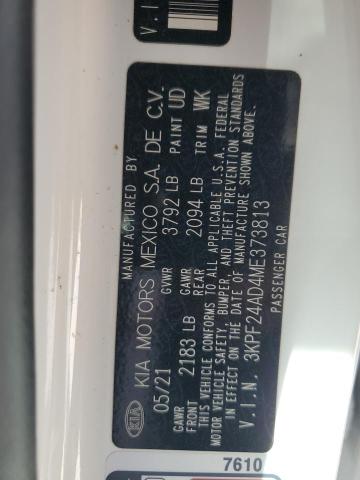 MANUFACTURED BY
KIA KIA MOTORS MEXICO S.A. DE C.V.
05/21 GVWR 3792 LB PAINT UD
GAWR FRONT 2183 LB GAWR REAR 2094 LB TRIM WK
THIS VEHICLE CONFORMS TO ALL APPLICABLE U.S.A. FEDERAL
MOTOR VEHICLE SAFETY, BUMPER, AND THEFT PREVENTION STANDARDS
IN EFFECT ON THE DATE OF MANUFACTURE SHOWN ABOVE.
V.I.N. 3KPF24AD4ME373813
PASSENGER CAR
7610
V.I